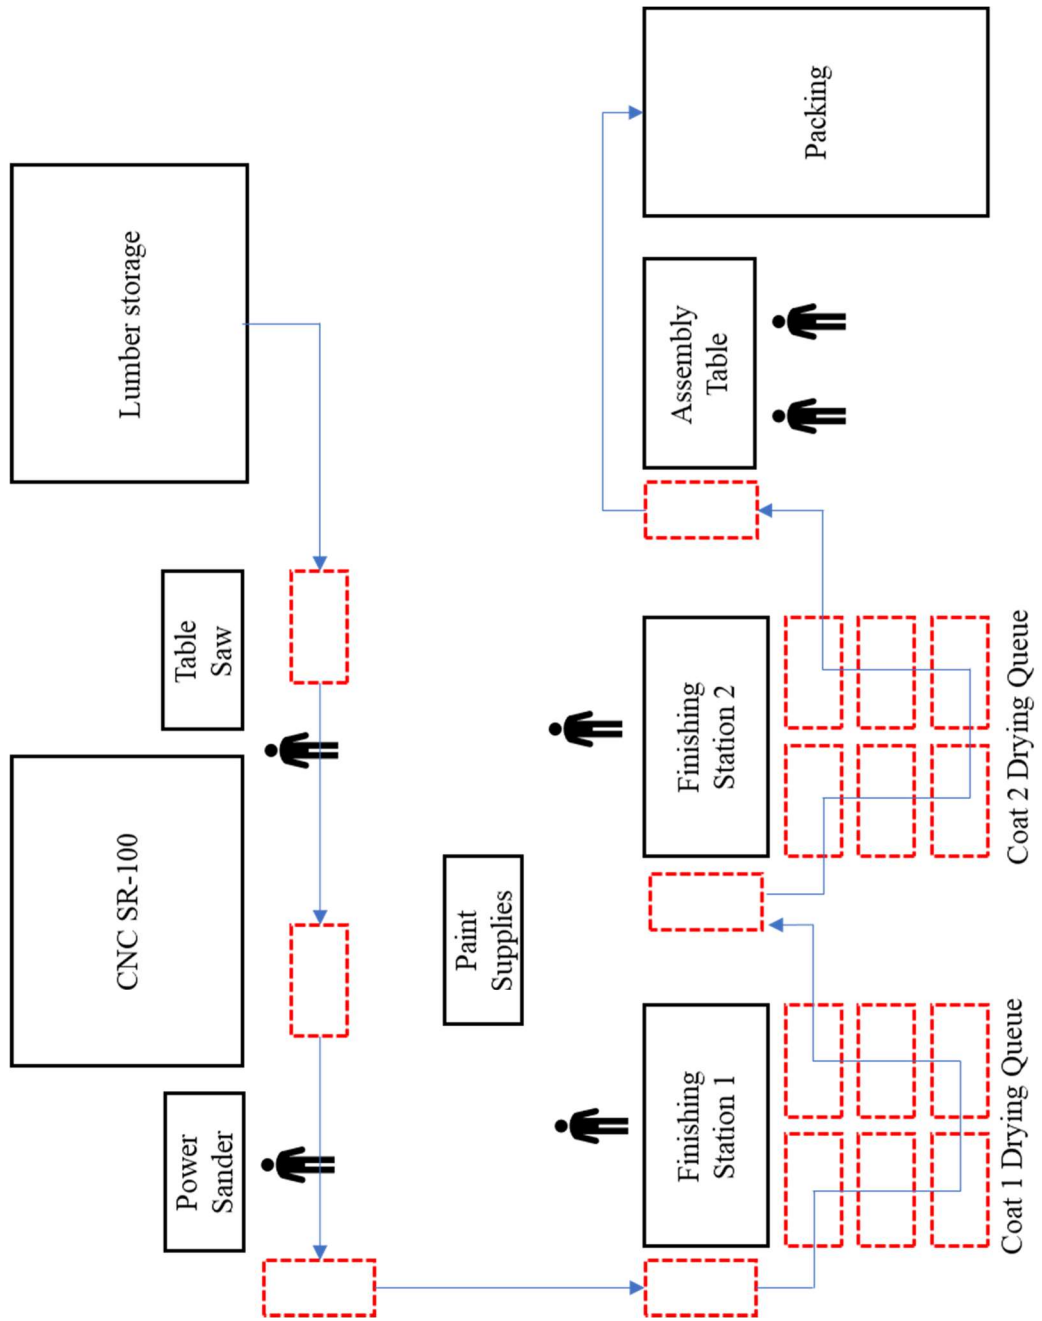 Lumber storage
Table
Saw
CNC SR-100
Power
Sander
Paint
Supplies
Finishing
Station 1
Coat 1 Drying Queue
Finishing
Station 2
Coat 2 Drying Queue
Assembly
Table
Packing